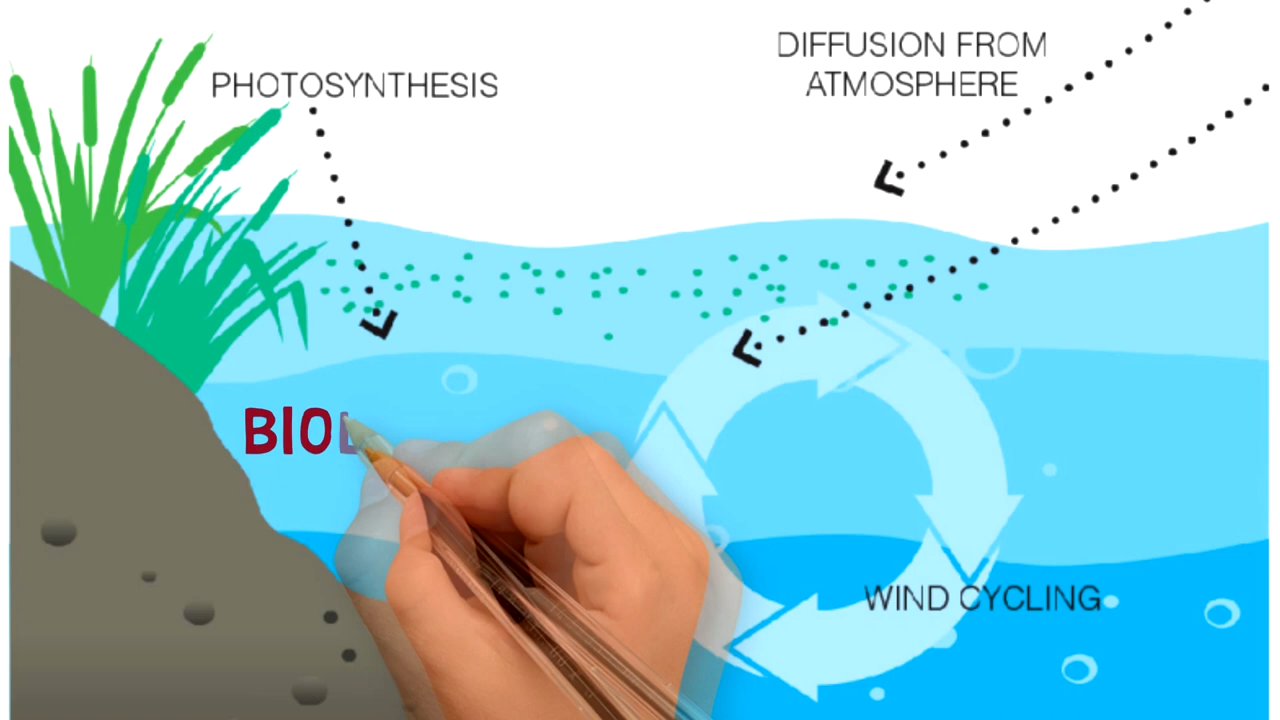 PHOTOSYNTHESIS
DIFFUSION FROM
ATMOSPHERE
BIOL
WIND CYCLING